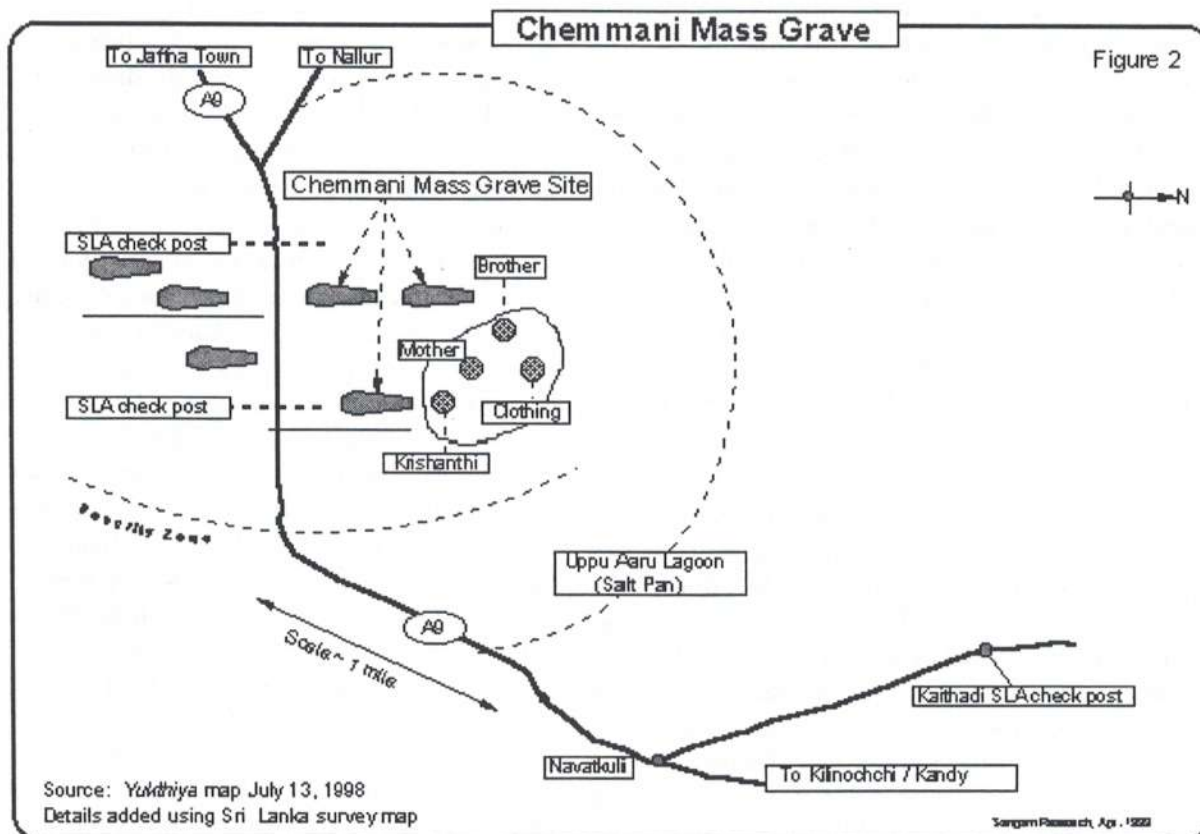 Chemmani Mass Grave
Figure 2
To Jaffna Town
To Nallur
A9
N
Chemmani Mass Grave Site
SLA check post
Brother
Mother
SLA check post
Clothing
Krishanthi
Zone
Uppu Aaru Lagoon
(Salt Pan)
A9
Scale ~ 1 mile
Kaithadi SLA check post
Navatkuli
To Kilinochchi / Kandy
Source: Yukthiya map July 13, 1998
Details added using Sri Lanka survey map
Sangam Research, Apr. 1999